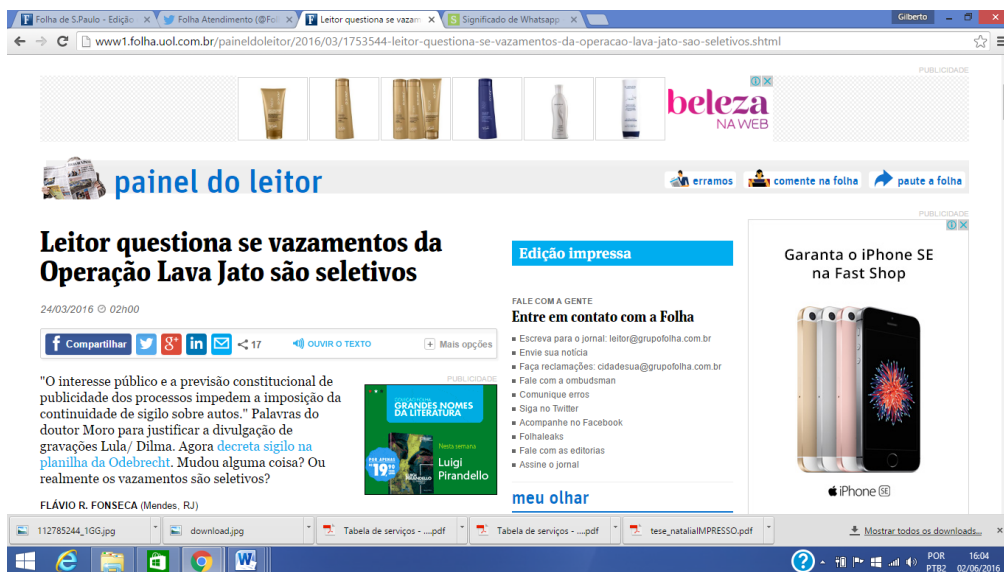 Folha de S.Paulo - Edição
Folha Atendimento (@Fol
Leitor questiona se vazam
Significado de Whatsapp
Gilberto
www1.folha.uol.com.br/paineldoleitor/2016/03/1753544-leitor-questiona-se-vazamentos-da-operacao-lava-jato-sao-seletivos.shtml
PUBLICIDADE
beleza
NA WEB
painel do leitor
erramos
comente na folha
paute a folha
PUBLICIDADE
Leitor questiona se vazamentos da
Operação Lava Jato são seletivos
24/03/2016 02h00
f Compartilhar
g+
in
17
OUVIR O TEXTO
+ Mais opções
"O interesse público e a previsão constitucional de
publicidade dos processos impedem a imposição da
continuidade de sigilo sobre autos." Palavras do
doutor Moro para justificar a divulgação de
gravações Lula/ Dilma. Agora decreta sigilo na
planilha da Odebrecht. Mudou alguma coisa? Ou
realmente os vazamentos são seletivos?
FLÁVIO R. FONSECA (Mendes, RJ)
PUBLICIDADE
COLEÇÃO FOLHA
GRANDES NOMES
DA LITERATURA
Nesta semana
Luigi
Pirandello
POR APENAS
19,90
Edição impressa
FALE COM A GENTE
Entre em contato com a Folha
Escreva para o jornal: leitor@grupofolha.com.br
Envie sua notícia
Faça reclamações: cidadesua@grupofolha.com.br
Fale com a ombudsman
Comunique erros
Siga no Twitter
Acompanhe no Facebook
Folhaleaks
Fale com as editorias
Assine o jornal
meu olhar
Garanta o iPhone SE
na Fast Shop
iPhone SE
112785244_1GG.jpg
download.jpg
Tabela de serviços - ....pdf
Tabela de serviços - ....pdf
tese_nataliaIMPRESSO.pdf
Mostrar todos os downloads...
POR
PTB2
16:04
02/06/2016